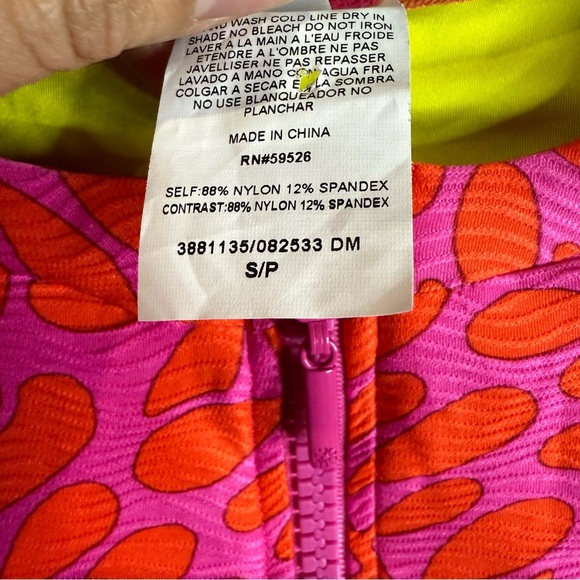 WASH COLD LINE DRY IN
SHADE NO BLEACH DO NOT IRON
LAVER A LA MAIN A L'EAU FROIDE
ETENDRE A L'OMBRE NE PAS
JAVELLISER NE PAS REPASSER
LAVADO A MANO CON AGUA FRIA
COLGAR A SECAR EN LA SOMBRA
NO USE BLANQUEADOR NO
PLANCHAR
MADE IN CHINA
RN#59526
SELF:88% NYLON 12% SPANDEX
CONTRAST:88% NYLON 12% SPANDEX
3881135/082533 DM
S/P